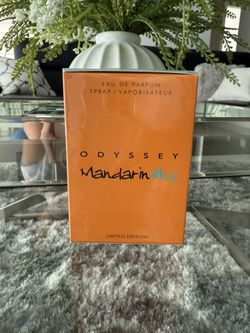 EAU DE PARFUM
SPRAY / VAPORISATEUR
ODYSSEY
Mandarin sky
LIMITED EDITION